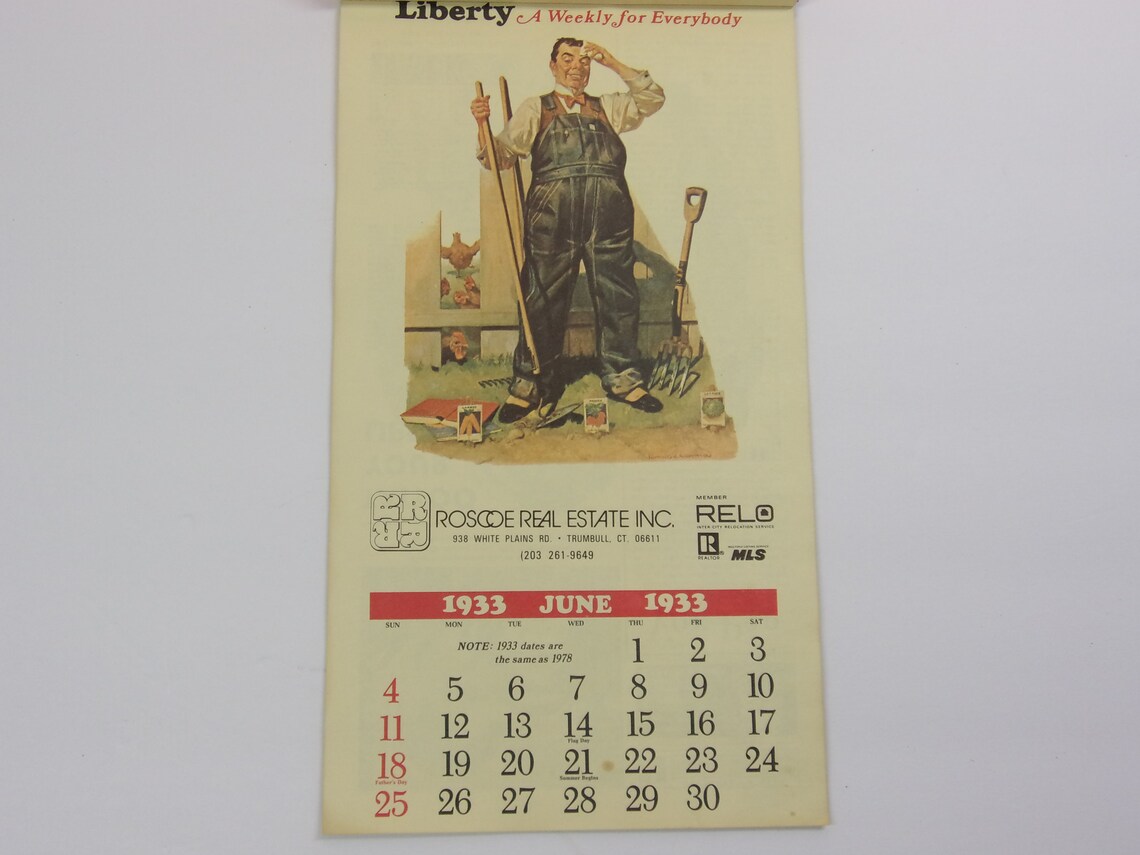 Liberty A Weekly for Everybody
ROSCOE REAL ESTATE INC.
938 WHITE PLAINS RD. • TRUMBULL, CT. 06611
(203 261-9649
MEMBER
RELO
INTER-CITY RELOCATION SERVICE
R
REALTOR
MULTIPLE LISTING SERVICE
MLS
1933 JUNE 1933
SUN MON TUE WED THU FRI SAT
NOTE: 1933 dates are
the same as 1978
1 2 3
4 5 6 7 8 9 10
11 12 13 14 15 16 17
Flag Day
18 19 20 21 22 23 24
Father's Day Summer Begins
25 26 27 28 29 30